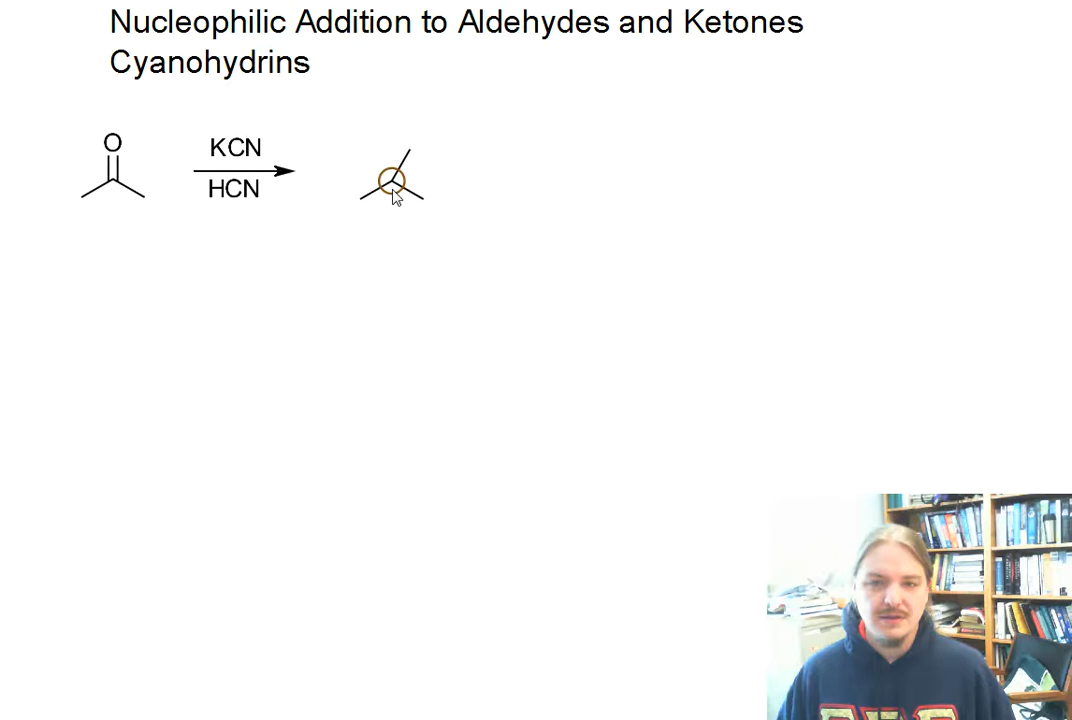 Nucleophilic Addition to Aldehydes and Ketones
Cyanohydrins
O
KCN
HCN